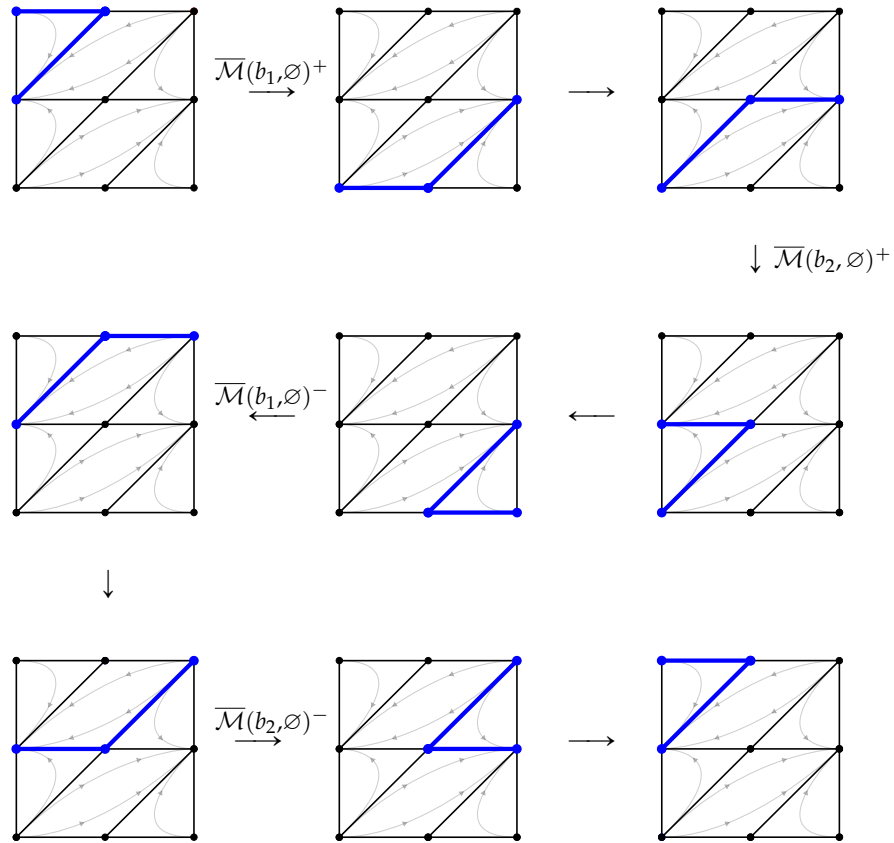 $\overline{\mathcal{M}}(b_1,\varnothing)^+$
$\overline{\mathcal{M}}(b_2,\varnothing)^+$
$\overline{\mathcal{M}}(b_1,\varnothing)^-$
$\overline{\mathcal{M}}(b_2,\varnothing)^-$